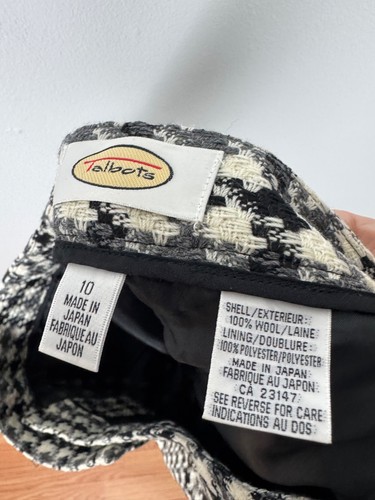 Talbots
10
MADE IN
JAPAN
FABRIQUE AU
JAPON
SHELL/EXTERIEUR:
100% WOOL/LAINE
LINING/DOUBLURE:
100%POLYESTER/POLYESTER
MADE IN JAPAN
FABRIQUE AU JAPON
CA 23147
SEE REVERSE FOR CARE
INDICATIONS AU DOS